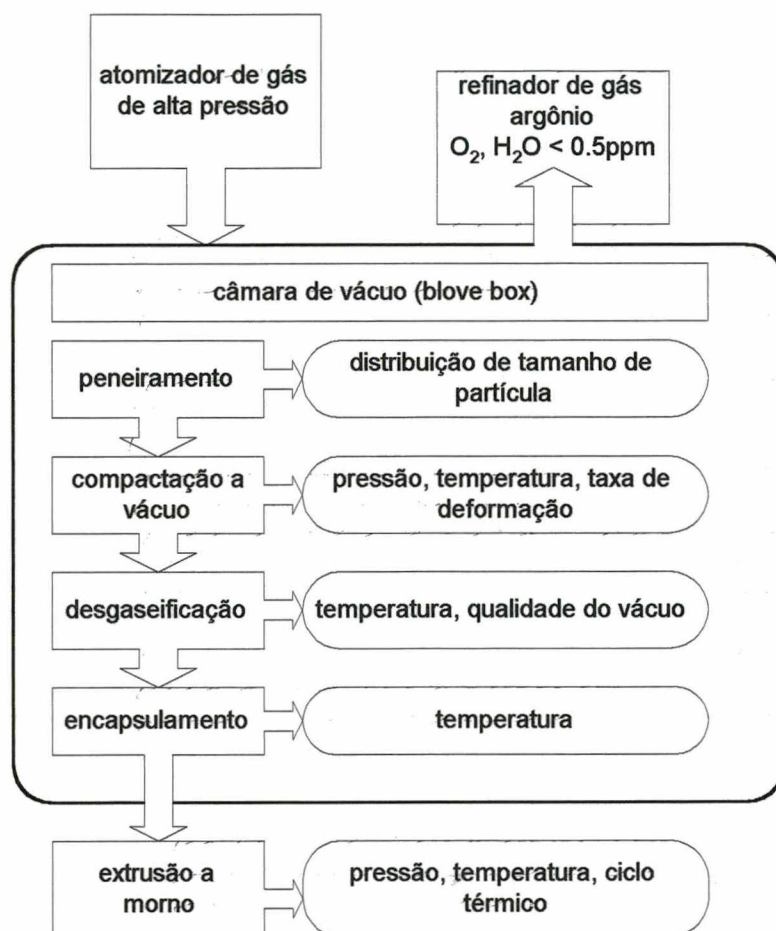 atomizador de gás
de alta pressão
refinador de gás
argônio
O₂, H₂O < 0.5ppm
câmara de vácuo (blove box)
peneiramento
distribuição de tamanho de
partícula
compactação a
vácuo
pressão, temperatura, taxa de
deformação
desgaseificação
temperatura, qualidade do vácuo
encapsulamento
temperatura
extrusão a
morno
pressão, temperatura, ciclo
térmico